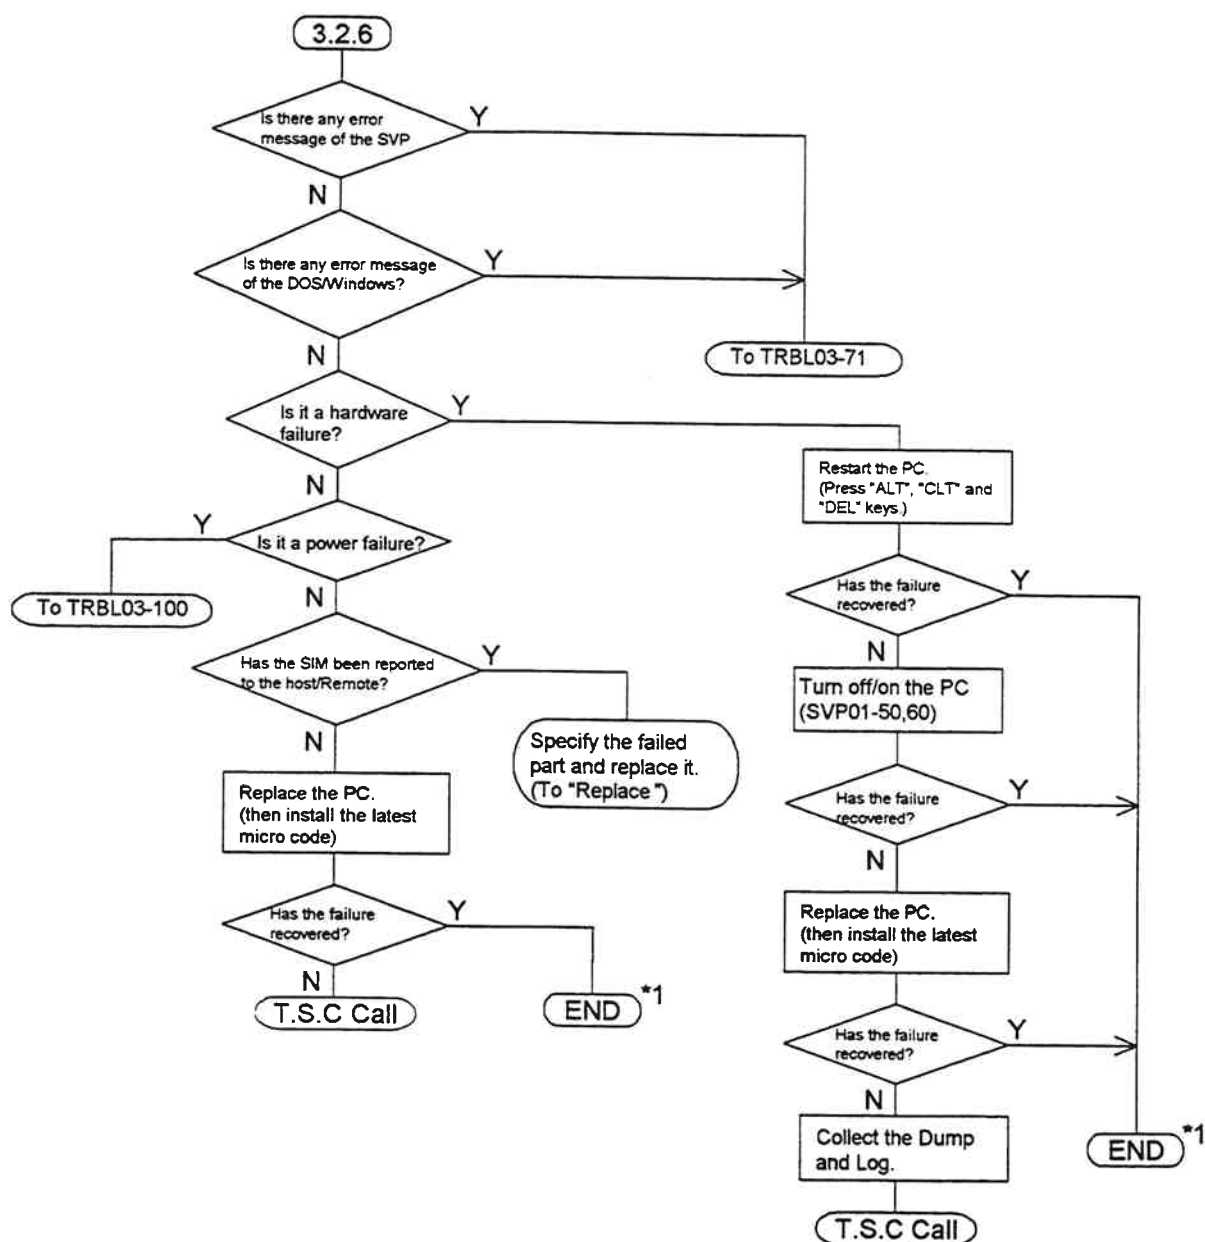 3.2.6
Is there any error
message of the SVP
Y
N
Is there any error message
of the DOS/Windows?
Y
N
To TRBL03-71
Is it a hardware
failure?
Y
N
Restart the PC.
(Press "ALT", "CLT" and
"DEL" keys.)
Y
Is it a power failure?
To TRBL03-100
N
Has the failure
recovered?
Y
N
Has the SIM been reported
to the host/Remote?
Y
N
Turn off/on the PC
(SVP01-50,60)
Specify the failed
part and replace it.
(To "Replace")
Replace the PC.
(then install the latest
micro code)
Has the failure
recovered?
Y
N
Has the failure
recovered?
Y
N
Replace the PC.
(then install the latest
micro code)
T.S.C Call
END *1
Has the failure
recovered?
Y
N
Collect the Dump
and Log.
END *1
T.S.C Call